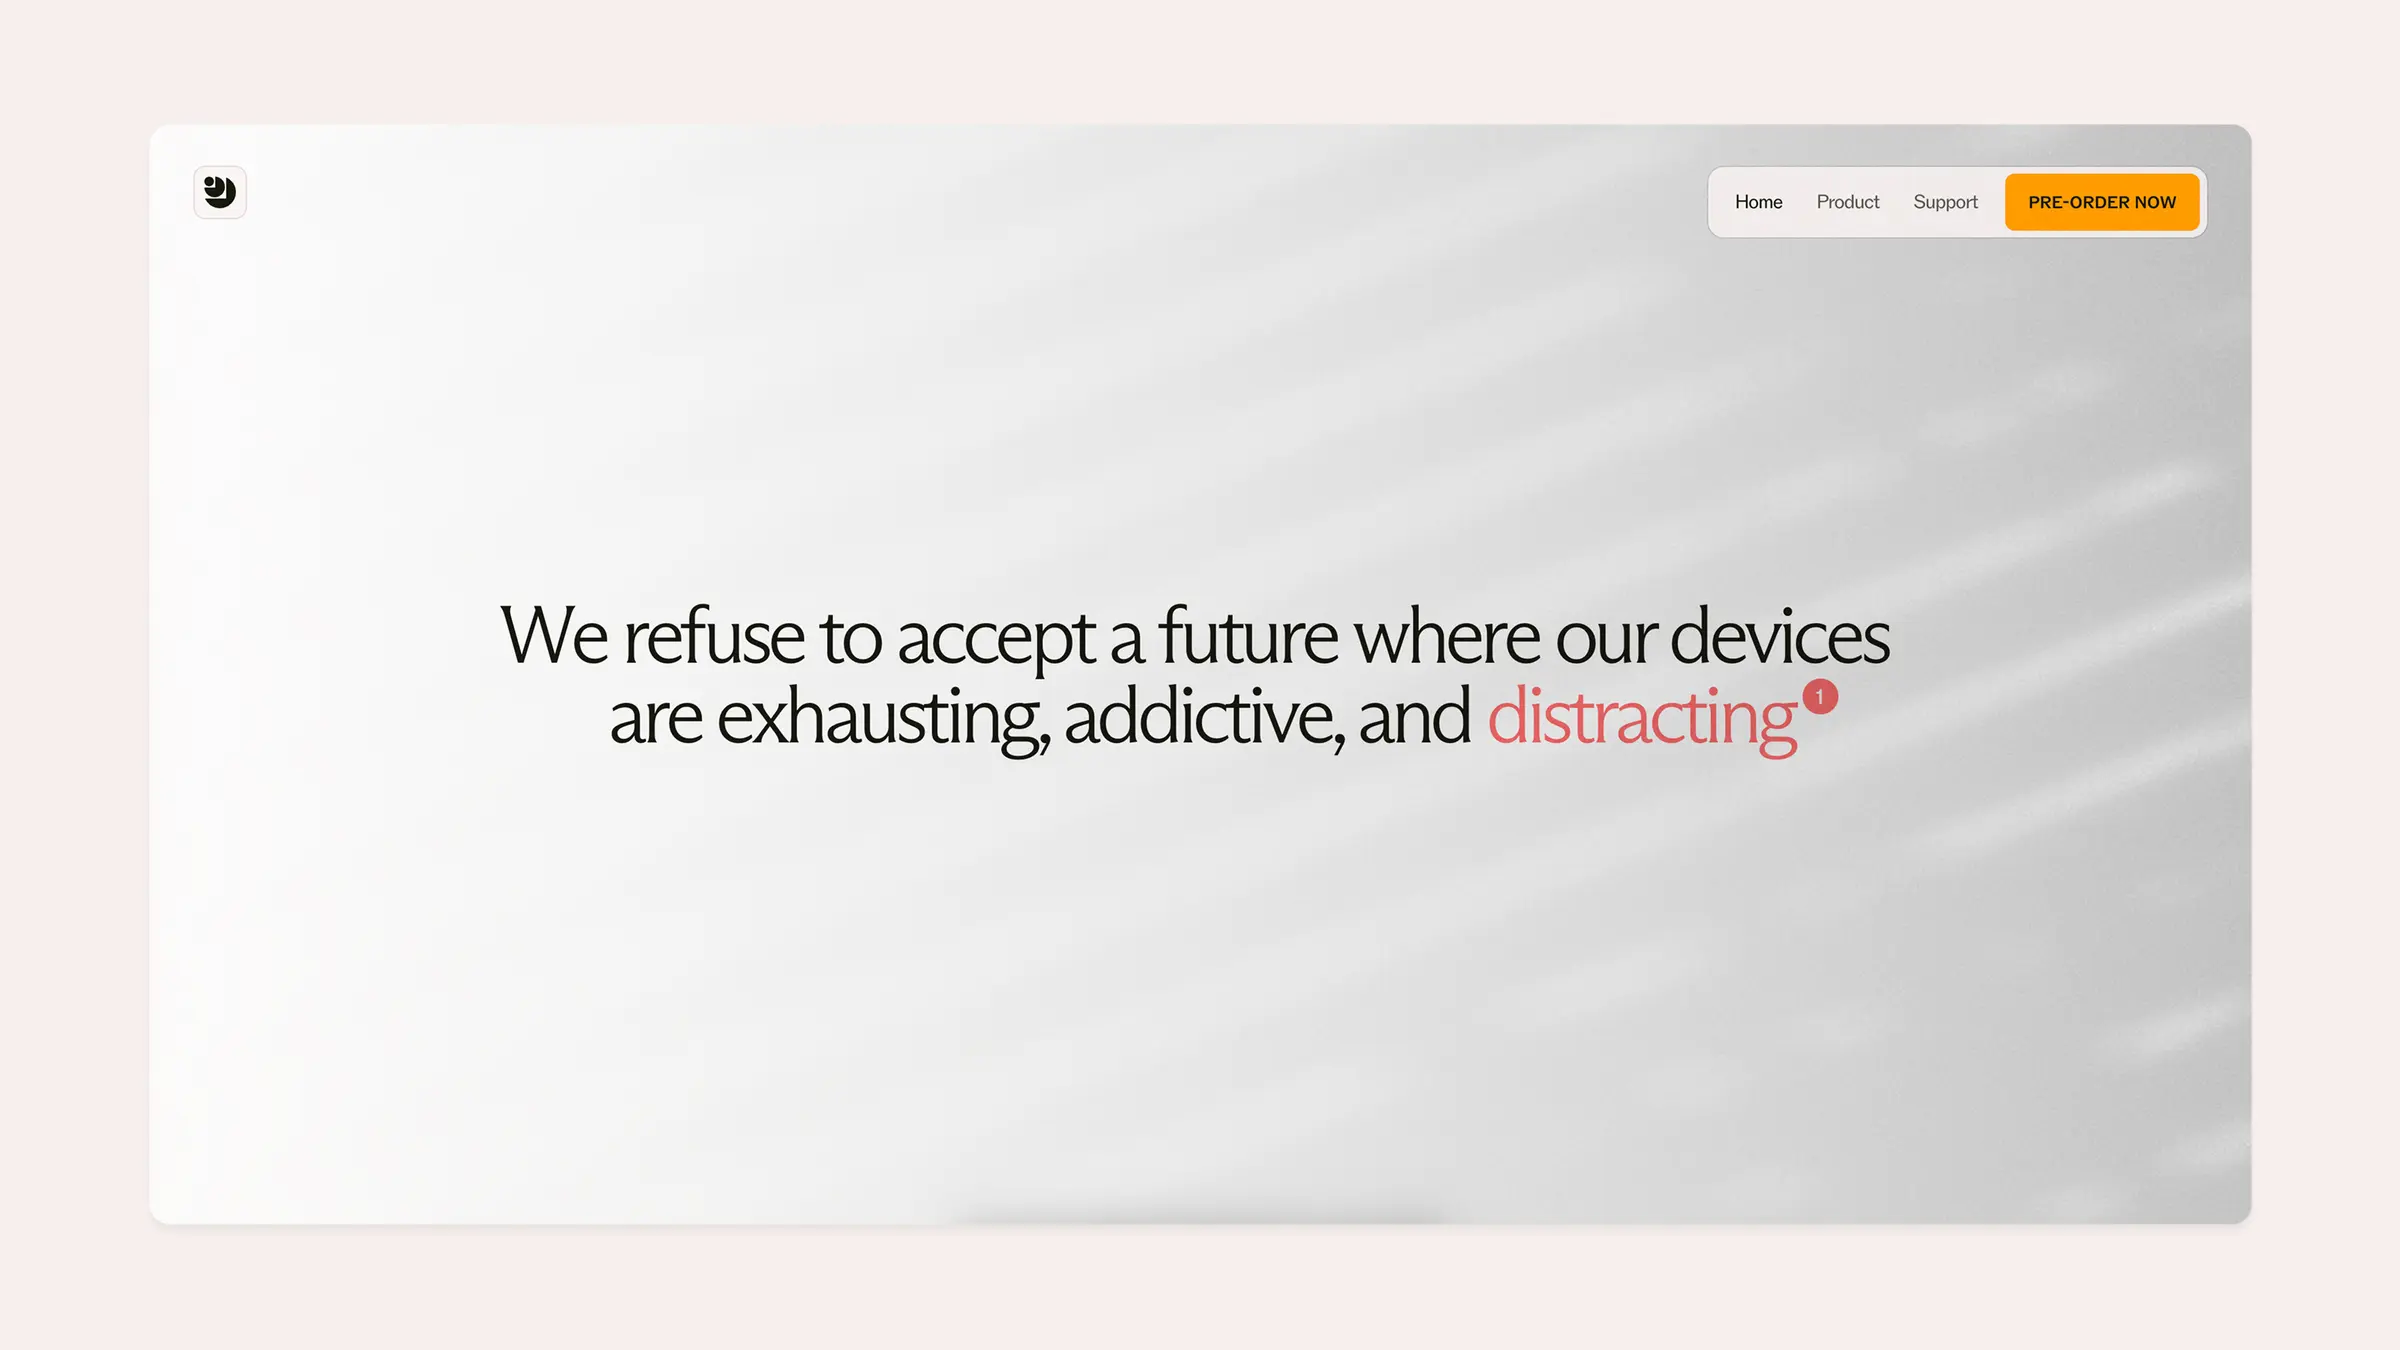 Home
Product
Support
PRE-ORDER NOW
We refuse to accept a future where our devices
are exhausting, addictive, and distracting 1